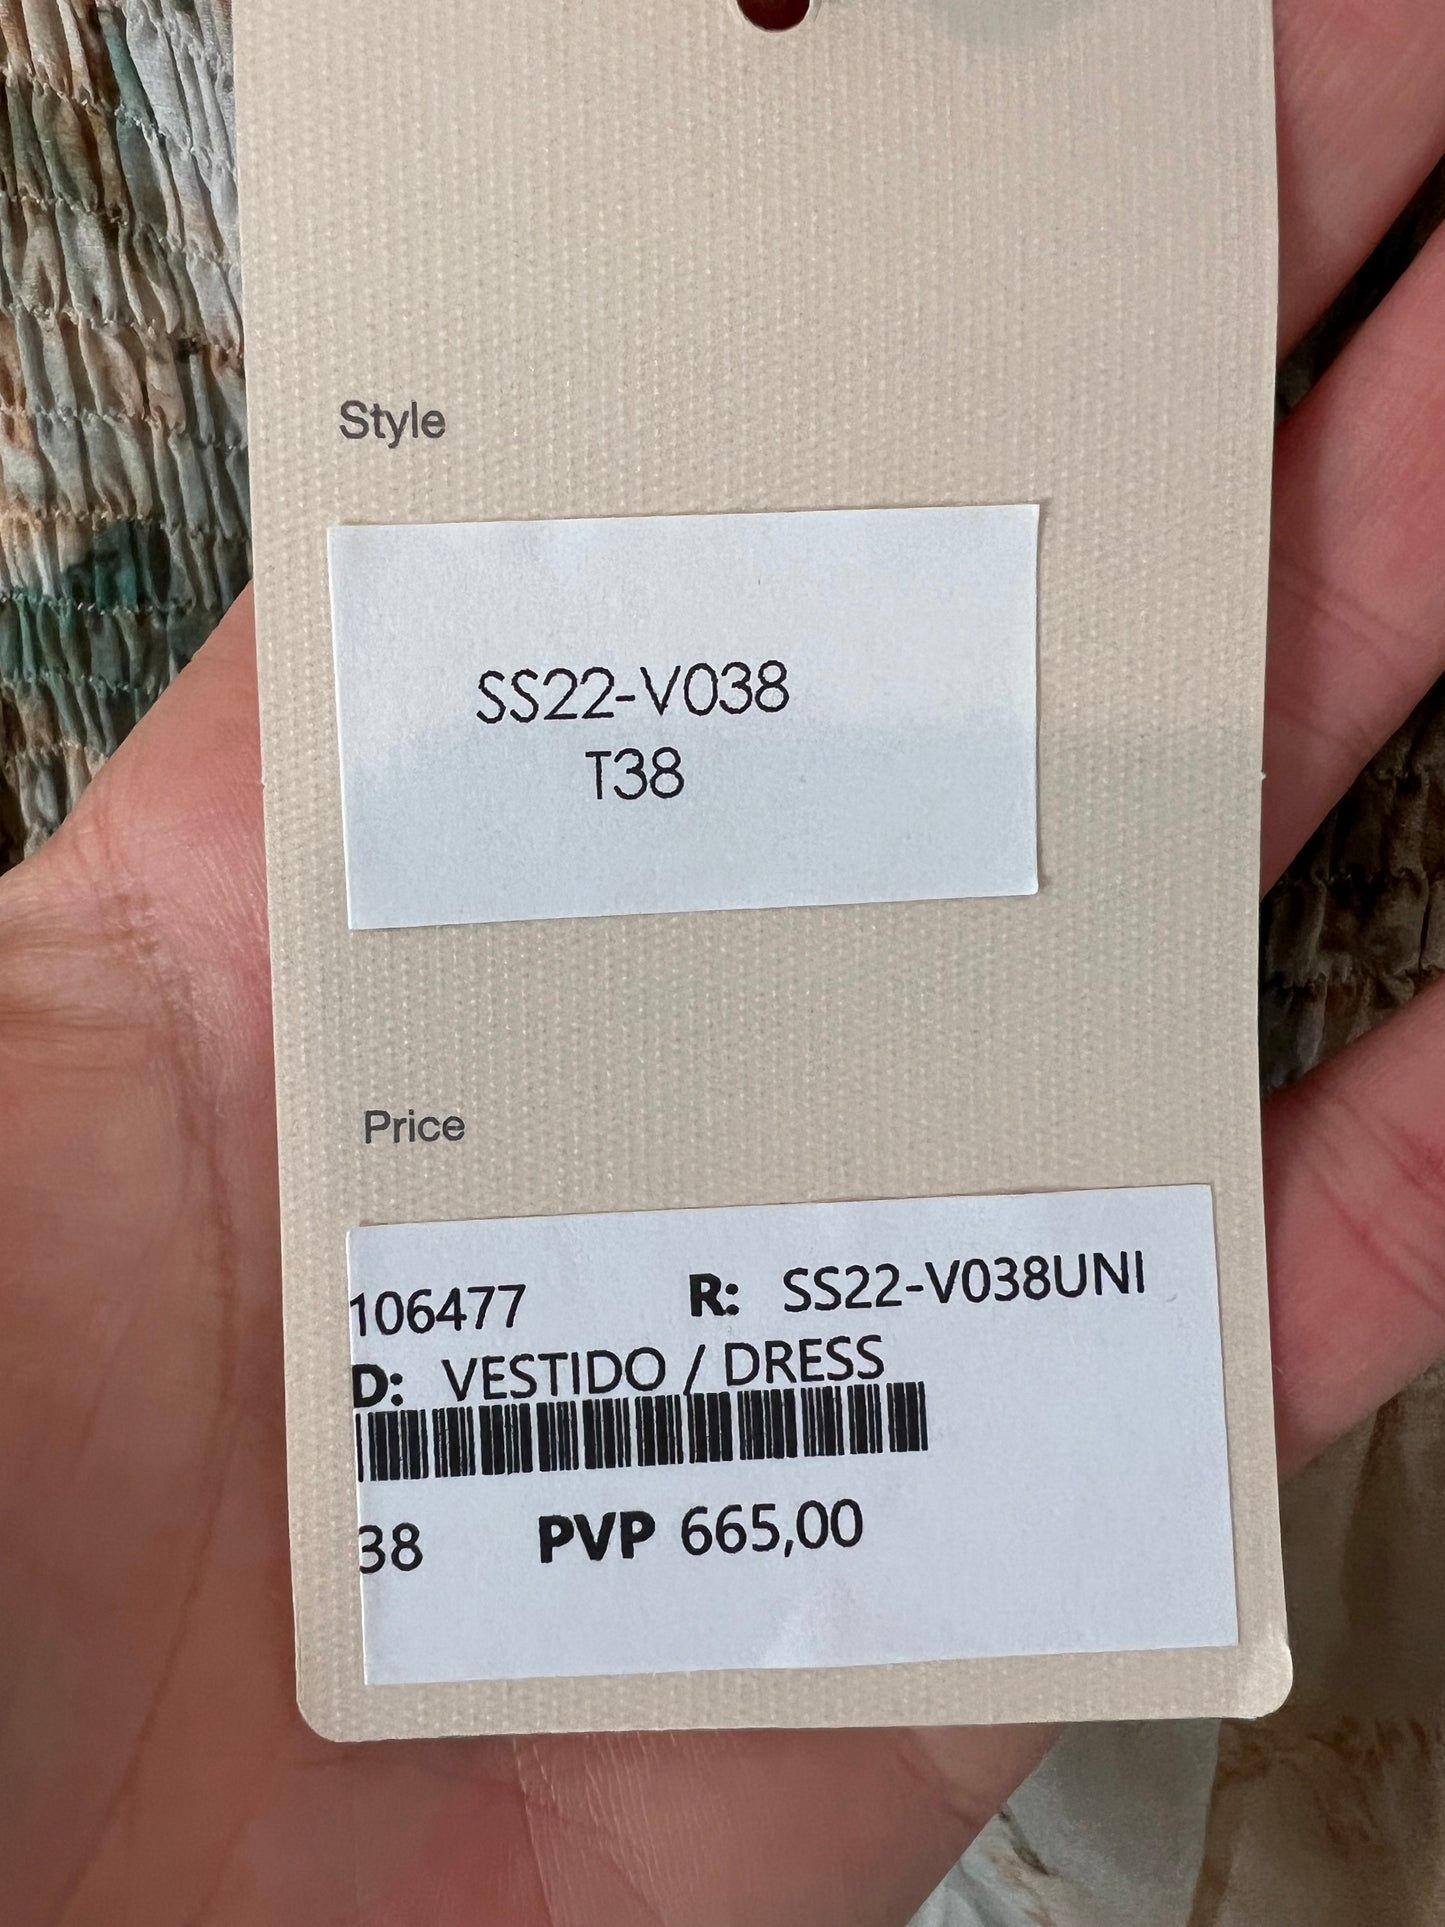 Style
SS22-V038
T38
Price
106477 R: SS22-V038UNI
D: VESTIDO / DRESS
38 PVP 665,00